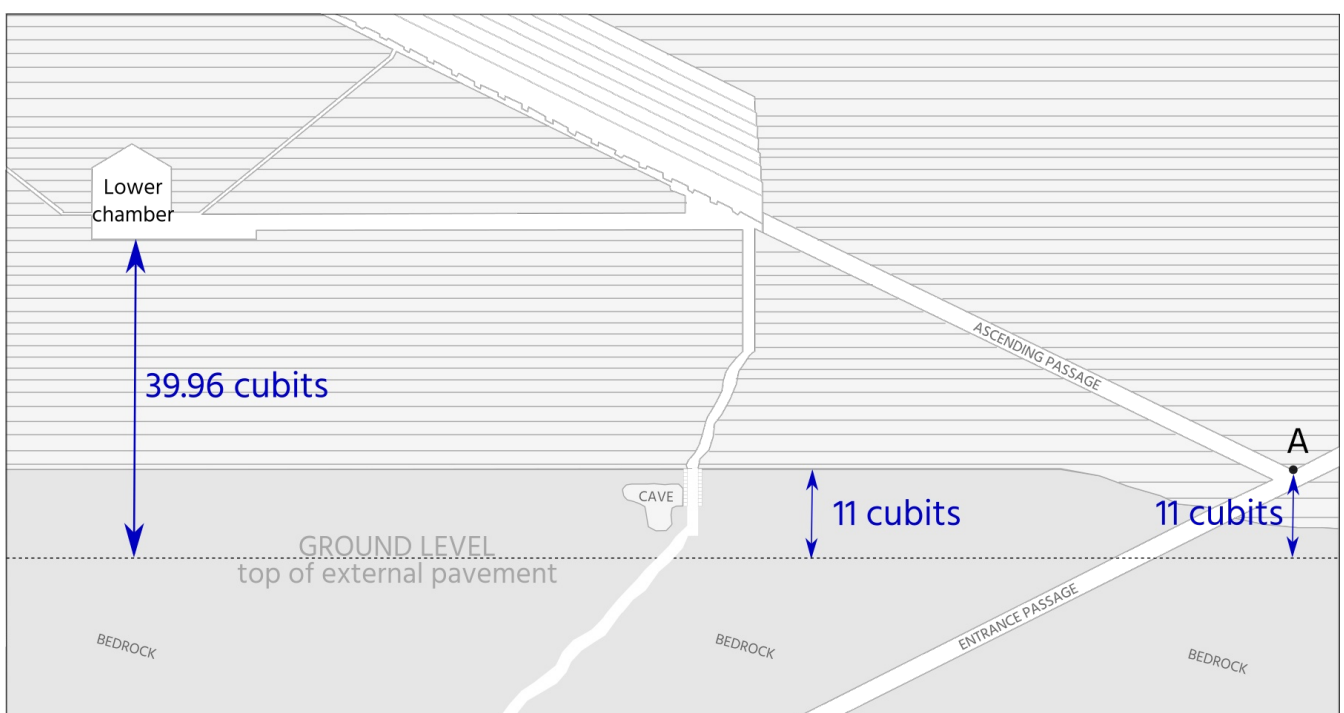 Lower
chamber
ASCENDING PASSAGE
39.96 cubits
A
CAVE
11 cubits
11 cubits
GROUND LEVEL
top of external pavement
ENTRANCE PASSAGE
BEDROCK
BEDROCK
BEDROCK